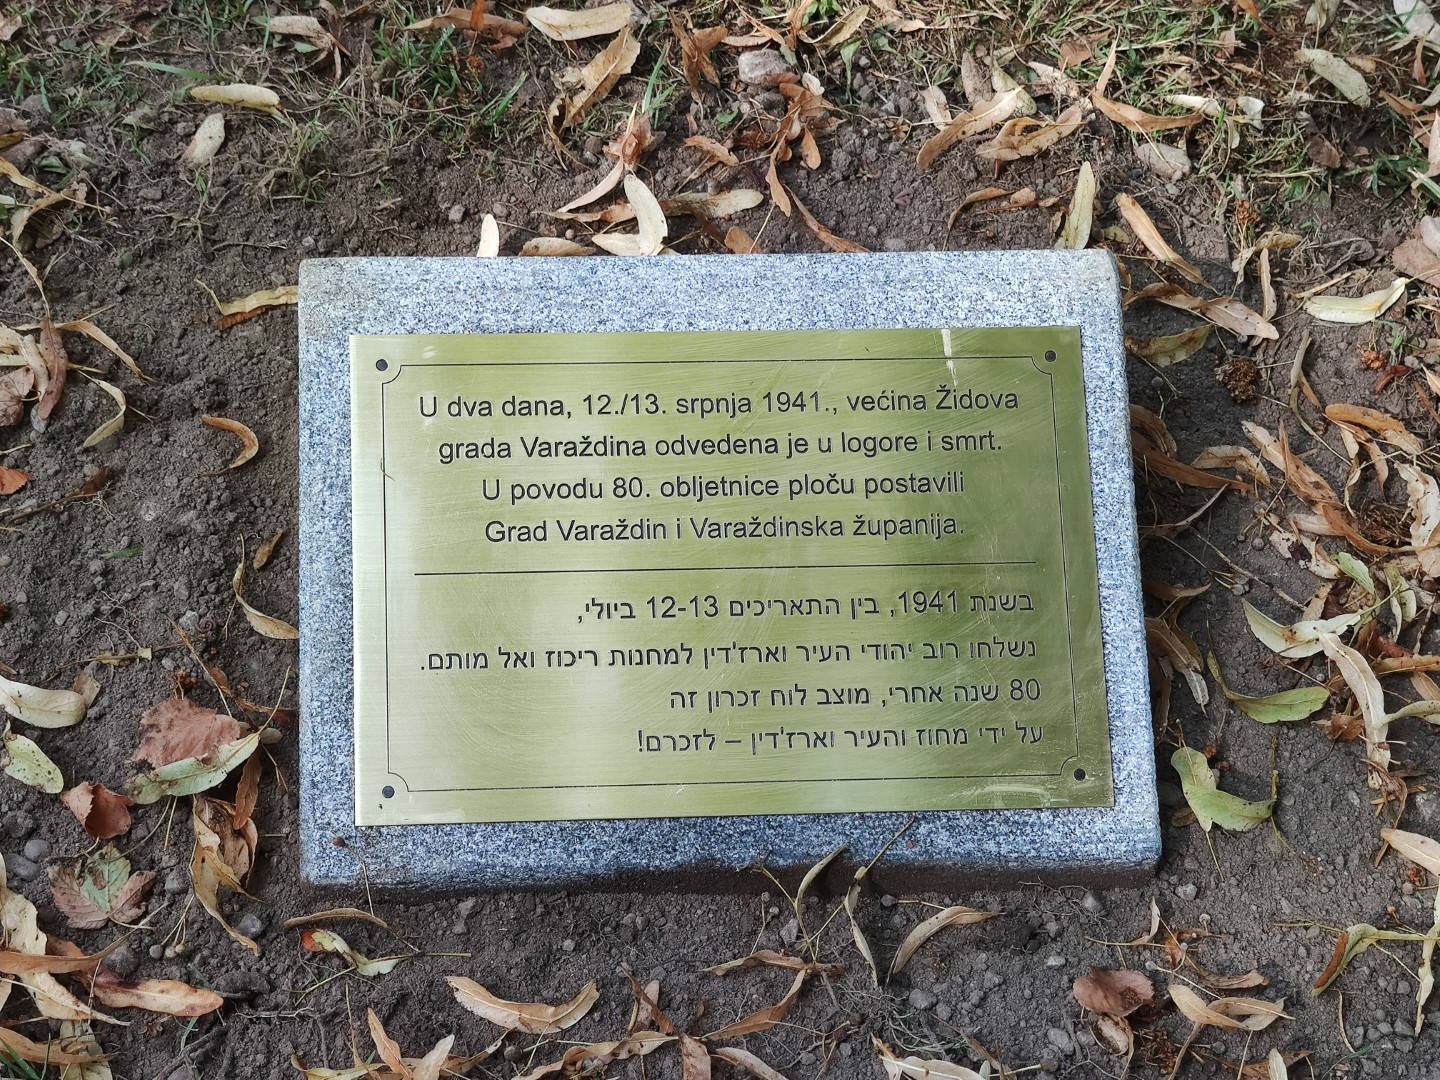 U dva dana, 12./13. srpnja 1941., većina Židova
grada Varaždina odvedena je u logore i smrt.
U povodu 80. obljetnice ploču postavili
Grad Varaždin i Varaždinska županija.
בשנת 1941, בין התאריכים 12-13 ביולי,
נשלחו רוב יהודי העיר וארז'דין למחנות ריכוז ואל מותם.
80 שנה אחרי, מוצב לוח זכרון זה
על ידי מחוז והעיר וארז'דין – לזכרם!